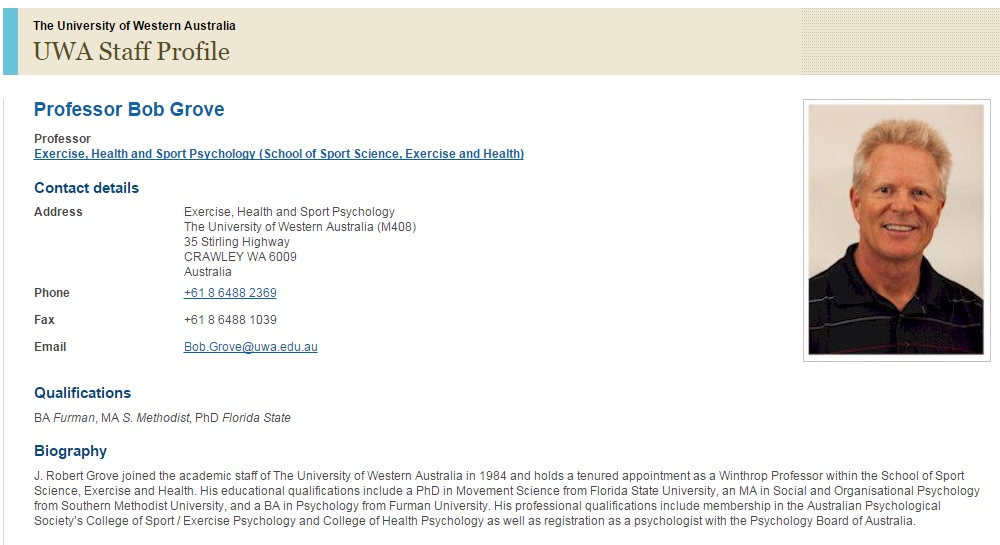 The University of Western Australia
UWA Staff Profile
Professor Bob Grove
Professor
Exercise, Health and Sport Psychology (School of Sport Science, Exercise and Health)
Contact details
Address Exercise, Health and Sport Psychology
The University of Western Australia (M408)
35 Stirling Highway
CRAWLEY WA 6009
Australia
Phone +61 8 6488 2369
Fax +61 8 6488 1039
Email Bob.Grove@uwa.edu.au
Qualifications
BA Furman, MA S. Methodist, PhD Florida State
Biography
J. Robert Grove joined the academic staff of The University of Western Australia in 1984 and holds a tenured appointment as a Winthrop Professor within the School of Sport
Science, Exercise and Health. His educational qualifications include a PhD in Movement Science from Florida State University, an MA in Social and Organisational Psychology
from Southern Methodist University, and a BA in Psychology from Furman University. His professional qualifications include membership in the Australian Psychological
Society's College of Sport / Exercise Psychology and College of Health Psychology as well as registration as a psychologist with the Psychology Board of Australia.